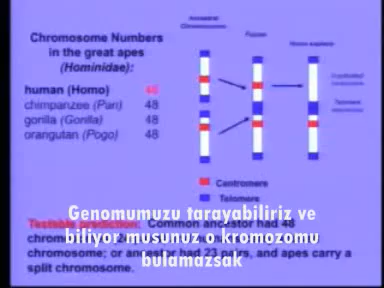 Chromosome Numbers
in the great apes
(Hominidae):
human (Homo) 46
chimpanzee (Pan) 48
gorilla (Gorilla) 48
orangutan (Pogo) 48
Ancestral
Chromosomes
Fusion
Homo sapiens
Centromere
Telomere
Genomumuzu tarayabiliriz ve
biliyor musunuz o kromozomu
bulamazsak
Testable prediction: Common ancestor had 48
chromosomes
chromosome; or ancestor had 23 pairs, and apes carry a
split chromosome.